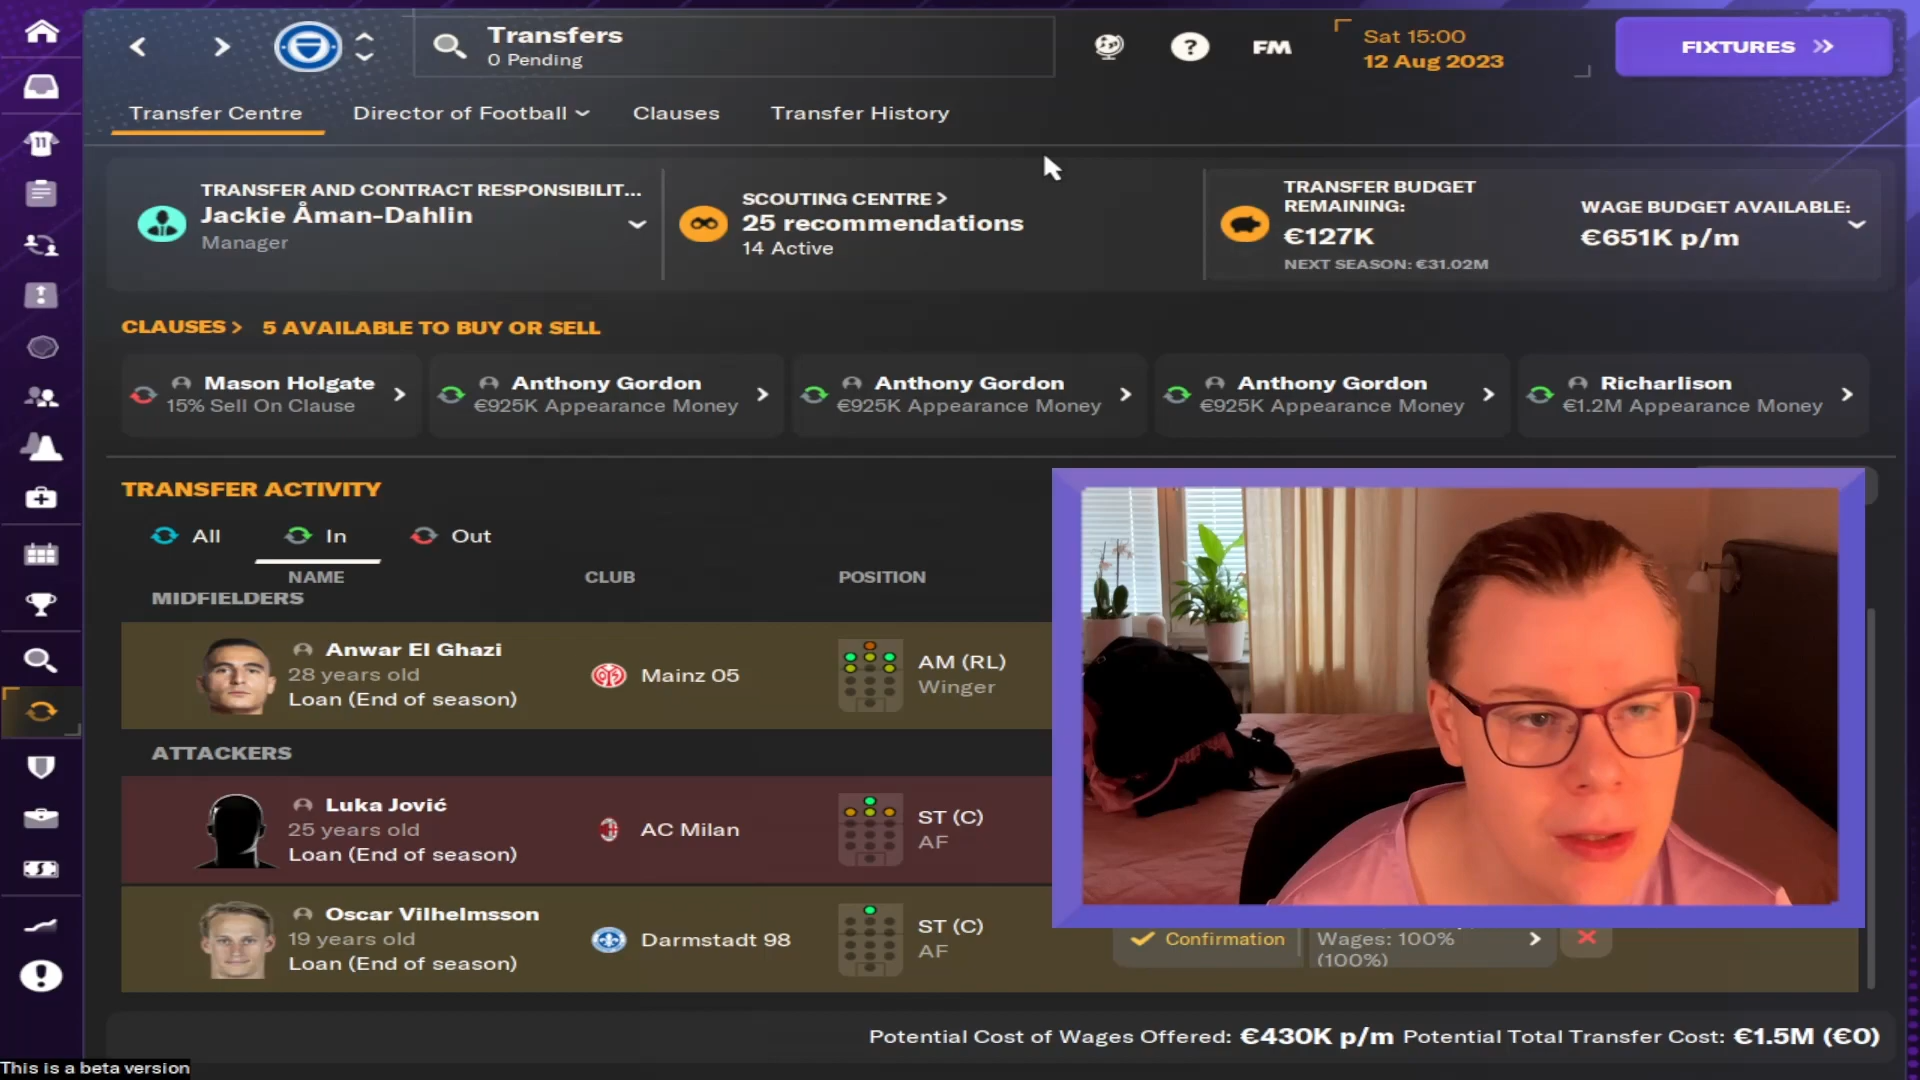 Transfers
0 Pending
FM
Sat 15:00
12 Aug 2023
FIXTURES
Transfer Centre
Director of Football
Clauses
Transfer History
TRANSFER AND CONTRACT RESPONSIBILIT...
Jackie Åman-Dahlin
Manager
SCOUTING CENTRE >
25 recommendations
14 Active
TRANSFER BUDGET
REMAINING:
€127K
NEXT SEASON: €31.02M
WAGE BUDGET AVAILABLE:
€651K p/m
CLAUSES > 5 AVAILABLE TO BUY OR SELL
Mason Holgate
15% Sell On Clause
Anthony Gordon
€925K Appearance Money
Anthony Gordon
€925K Appearance Money
Anthony Gordon
€925K Appearance Money
Richarlison
€1.2M Appearance Money
TRANSFER ACTIVITY
All
In
Out
NAME
CLUB
POSITION
MIDFIELDERS
Anwar El Ghazi
28 years old
Loan (End of season)
Mainz 05
AM (RL)
Winger
ATTACKERS
Luka Jović
25 years old
Loan (End of season)
AC Milan
ST (C)
AF
Oscar Vilhelmsson
19 years old
Loan (End of season)
Darmstadt 98
ST (C)
AF
Confirmation
Wages: 100%
(100%)
Potential Cost of Wages Offered: €430K p/m Potential Total Transfer Cost: €1.5M (€0)
This is a beta version